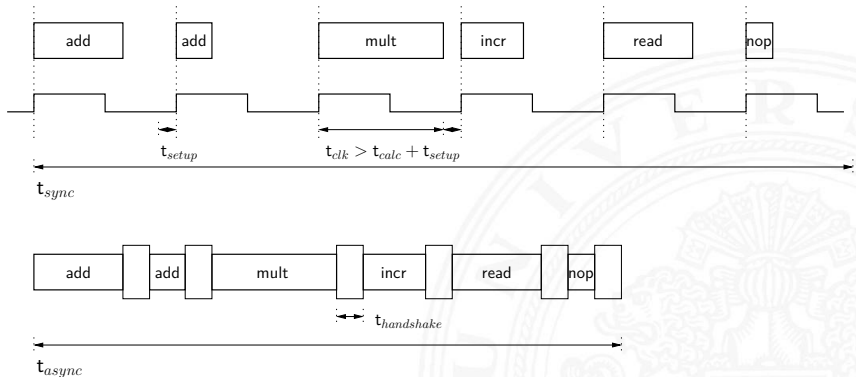 add add mult incr read nop
t_setup t_clk > t_calc + t_setup
t_sync
add add mult incr read nop
t_handshake
t_async
UNIVERS